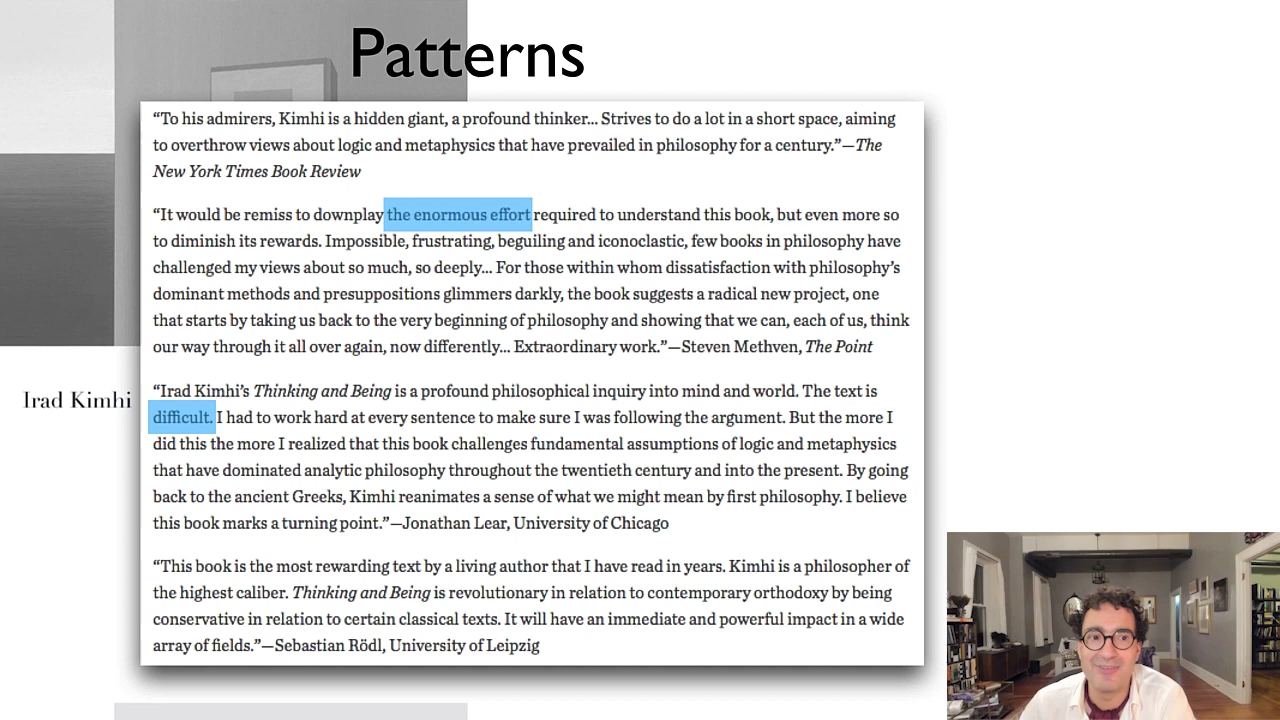 Patterns
“To his admirers, Kimhi is a hidden giant, a profound thinker... Strives to do a lot in a short space, aiming
to overthrow views about logic and metaphysics that have prevailed in philosophy for a century.”—The
New York Times Book Review
“It would be remiss to downplay the enormous effort required to understand this book, but even more so
to diminish its rewards. Impossible, frustrating, beguiling and iconoclastic, few books in philosophy have
challenged my views about so much, so deeply... For those within whom dissatisfaction with philosophy’s
dominant methods and presuppositions glimmers darkly, the book suggests a radical new project, one
that starts by taking us back to the very beginning of philosophy and showing that we can, each of us, think
our way through it all over again, now differently... Extraordinary work.”—Steven Methven, The Point
Irad Kimhi
“Irad Kimhi’s Thinking and Being is a profound philosophical inquiry into mind and world. The text is
difficult. I had to work hard at every sentence to make sure I was following the argument. But the more I
did this the more I realized that this book challenges fundamental assumptions of logic and metaphysics
that have dominated analytic philosophy throughout the twentieth century and into the present. By going
back to the ancient Greeks, Kimhi reanimates a sense of what we might mean by first philosophy. I believe
this book marks a turning point.”—Jonathan Lear, University of Chicago
“This book is the most rewarding text by a living author that I have read in years. Kimhi is a philosopher of
the highest caliber. Thinking and Being is revolutionary in relation to contemporary orthodoxy by being
conservative in relation to certain classical texts. It will have an immediate and powerful impact in a wide
array of fields.”—Sebastian Rödl, University of Leipzig